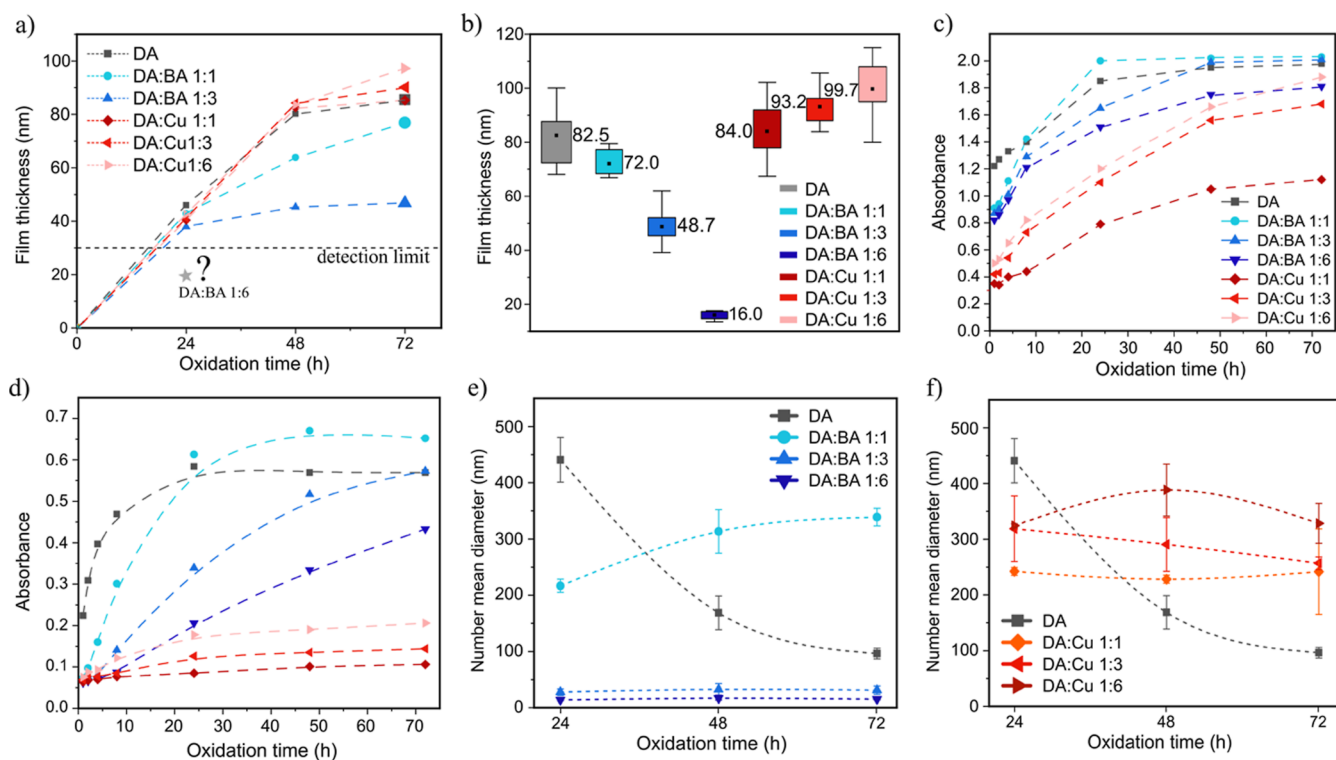 a)
Film thickness (nm)
100
80
60
40
20
0
DA
DA:BA 1:1
DA:BA 1:3
DA:Cu 1:1
DA:Cu1:3
DA:Cu1:6
detection limit
?
DA:BA 1:6
0
24
48
72
Oxidation time (h)
b)
Film thickness (nm)
120
100
80
60
40
20
82.5
72.0
48.7
16.0
84.0
93.2
99.7
DA
DA:BA 1:1
DA:BA 1:3
DA:BA 1:6
DA:Cu 1:1
DA:Cu 1:3
DA:Cu 1:6
c)
Absorbance
2.0
1.8
1.6
1.4
1.2
1.0
0.8
0.6
0.4
0.2
0.0
DA
DA:BA 1:1
DA:BA 1:3
DA:BA 1:6
DA:Cu 1:1
DA:Cu 1:3
DA:Cu 1:6
0 10 20 30 40 50 60 70
Oxidation time (h)
d)
Absorbance
0.7
0.6
0.5
0.4
0.3
0.2
0.1
0.0
0 10 20 30 40 50 60 70
Oxidation time (h)
e)
Number mean diameter (nm)
500
450
400
350
300
250
200
150
100
50
0
DA
DA:BA 1:1
DA:BA 1:3
DA:BA 1:6
24
48
72
Oxidation time (h)
f)
Number mean diameter (nm)
500
450
400
350
300
250
200
150
100
50
0
DA
DA:Cu 1:1
DA:Cu 1:3
DA:Cu 1:6
24
48
72
Oxidation time (h)